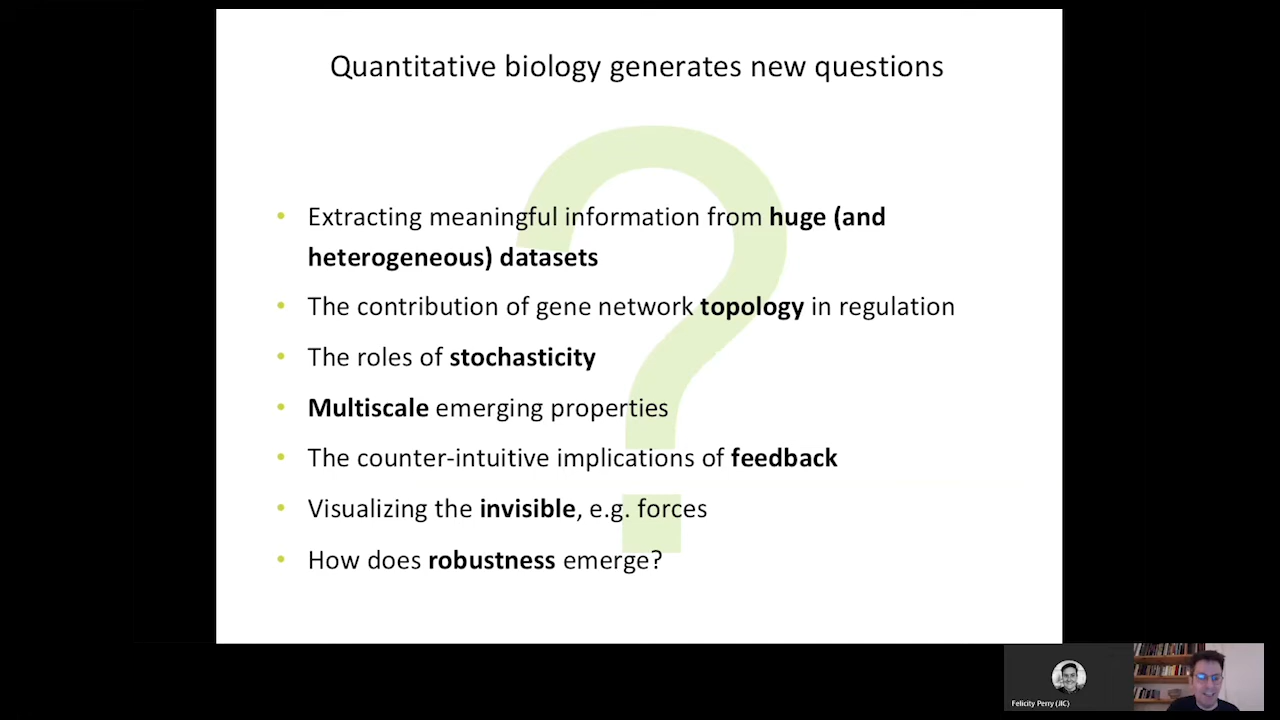 Quantitative biology generates new questions
?
• Extracting meaningful information from huge (and
heterogeneous) datasets
• The contribution of gene network topology in regulation
• The roles of stochasticity
• Multiscale emerging properties
• The counter-intuitive implications of feedback
• Visualizing the invisible, e.g. forces
• How does robustness emerge?
Felicity Perry (JIC)